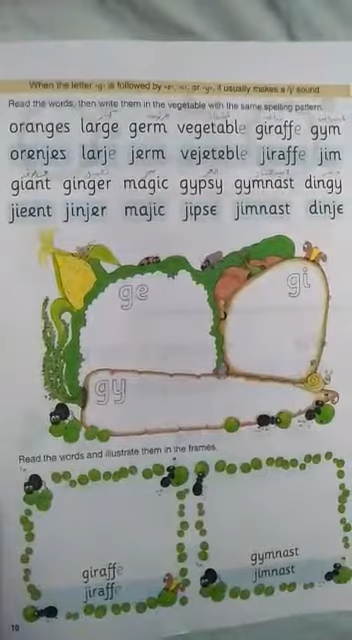 When the letter ‹g› is followed by ‹e›, ‹i›, or ‹y›, it usually makes a /j/ sound.
Read the words, then write them in the vegetable with the same spelling pattern.
oranges large germ vegetable giraffe gym
orenjes larje jerm vejeteble jiraffe jim
giant ginger magic gypsy gymnast dingy
jieent jinjer majic jipse jimnast dinje
ge
gi
gy
Read the words and illustrate them in the frames.
giraffe
jiraffe
gymnast
jimnast
10